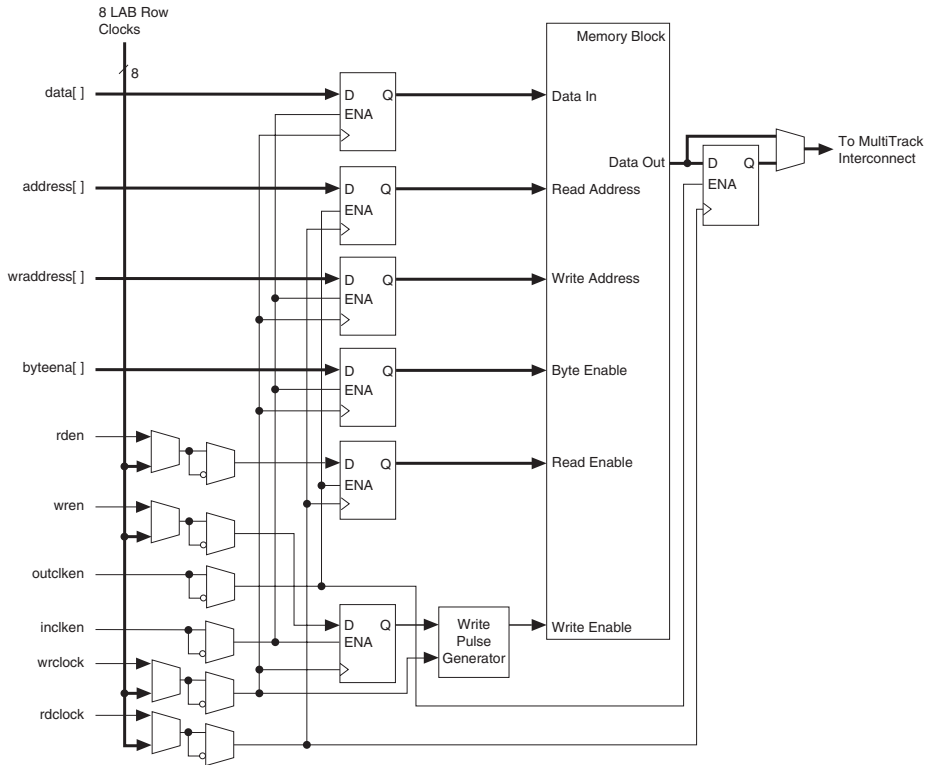 8 LAB Row
Clocks
8
Memory Block
data[ ]
D Q
ENA
Data In
To MultiTrack
Interconnect
Data Out
D Q
ENA
address[ ]
D Q
ENA
Read Address
wraddress[ ]
D Q
ENA
Write Address
byteena[ ]
D Q
ENA
Byte Enable
rden
D Q
ENA
Read Enable
wren
outclken
inclken
D Q
ENA
Write
Pulse
Generator
Write Enable
wrclock
rdclock